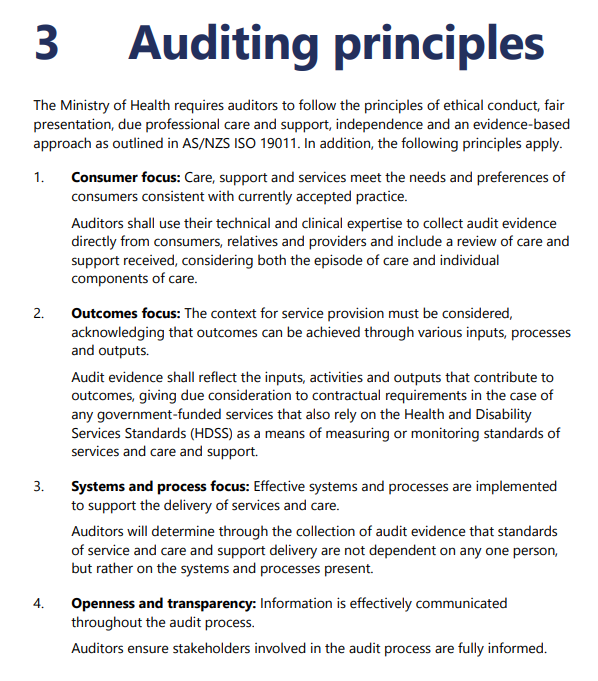 3 Auditing principles
The Ministry of Health requires auditors to follow the principles of ethical conduct, fair
presentation, due professional care and support, independence and an evidence-based
approach as outlined in AS/NZS ISO 19011. In addition, the following principles apply.
1. Consumer focus: Care, support and services meet the needs and preferences of
consumers consistent with currently accepted practice.
Auditors shall use their technical and clinical expertise to collect audit evidence
directly from consumers, relatives and providers and include a review of care and
support received, considering both the episode of care and individual
components of care.
2. Outcomes focus: The context for service provision must be considered,
acknowledging that outcomes can be achieved through various inputs, processes
and outputs.
Audit evidence shall reflect the inputs, activities and outputs that contribute to
outcomes, giving due consideration to contractual requirements in the case of
any government-funded services that also rely on the Health and Disability
Services Standards (HDSS) as a means of measuring or monitoring standards of
services and care and support.
3. Systems and process focus: Effective systems and processes are implemented
to support the delivery of services and care.
Auditors will determine through the collection of audit evidence that standards
of service and care and support delivery are not dependent on any one person,
but rather on the systems and processes present.
4. Openness and transparency: Information is effectively communicated
throughout the audit process.
Auditors ensure stakeholders involved in the audit process are fully informed.